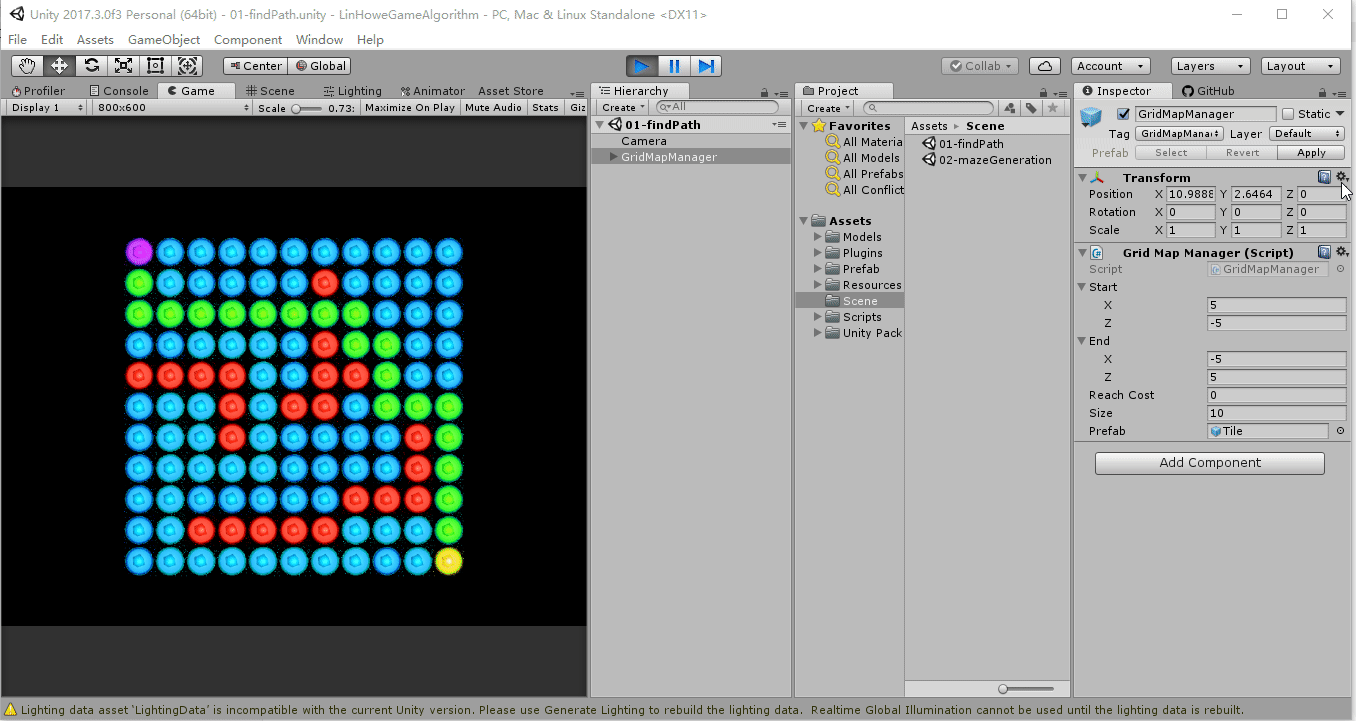 Unity 2017.3.0f3 Personal (64bit) - 01-findPath.unity - LinHoweGameAlgorithm - PC, Mac & Linux Standalone <DX11>
File Edit Assets GameObject Component Window Help
Center Global Collab Account Layers Layout
Profiler Console Game Scene Lighting Animator Asset Store
Display 1 800x600 Scale 0.73: Maximize On Play Mute Audio Stats Giz
Hierarchy
Create All
01-findPath
Camera
GridMapManager
Project
Create
Favorites
All Materia
All Models
All Prefabs
All Conflict
Assets
Models
Plugins
Prefab
Resources
Scene
Scripts
Unity Pack
Assets Scene
01-findPath
02-mazeGeneration
Inspector GitHub
GridMapManager Static
Tag GridMapManag Layer Default
Prefab Select Revert Apply
Transform
Position X 10.9888 Y 2.6464 Z 0
Rotation X 0 Y 0 Z 0
Scale X 1 Y 1 Z 1
Grid Map Manager (Script)
Script GridMapManager
Start
X 5
Z -5
End
X -5
Z 5
Reach Cost 0
Size 10
Prefab Tile
Add Component
Lighting data asset 'LightingData' is incompatible with the current Unity version. Please use Generate Lighting to rebuild the lighting data. Realtime Global Illumination cannot be used until the lighting data is rebuilt.